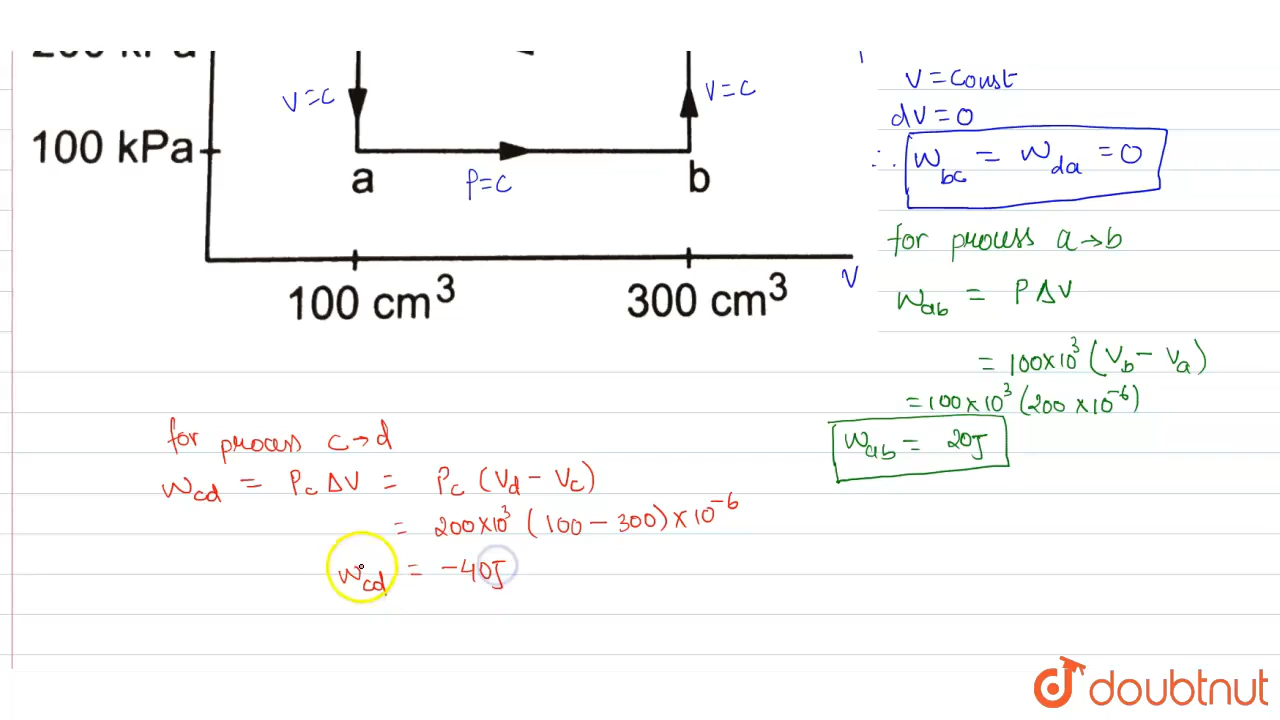 100 kPa
V=C
V=C
a
P=C
b
100 cm³
300 cm³
V
V = Const
dV = 0
∴ W_bc = W_da = 0
for process a→b
W_ab = P ΔV
= 100×10³ (V_b − V_a)
= 100×10³ (200 ×10⁻⁶)
W_ab = 20J
for process c→d
W_cd = P_c ΔV = P_c (V_d − V_c)
= 200×10³ (100 − 300) ×10⁻⁶
W_cd = −40J
doubtnut